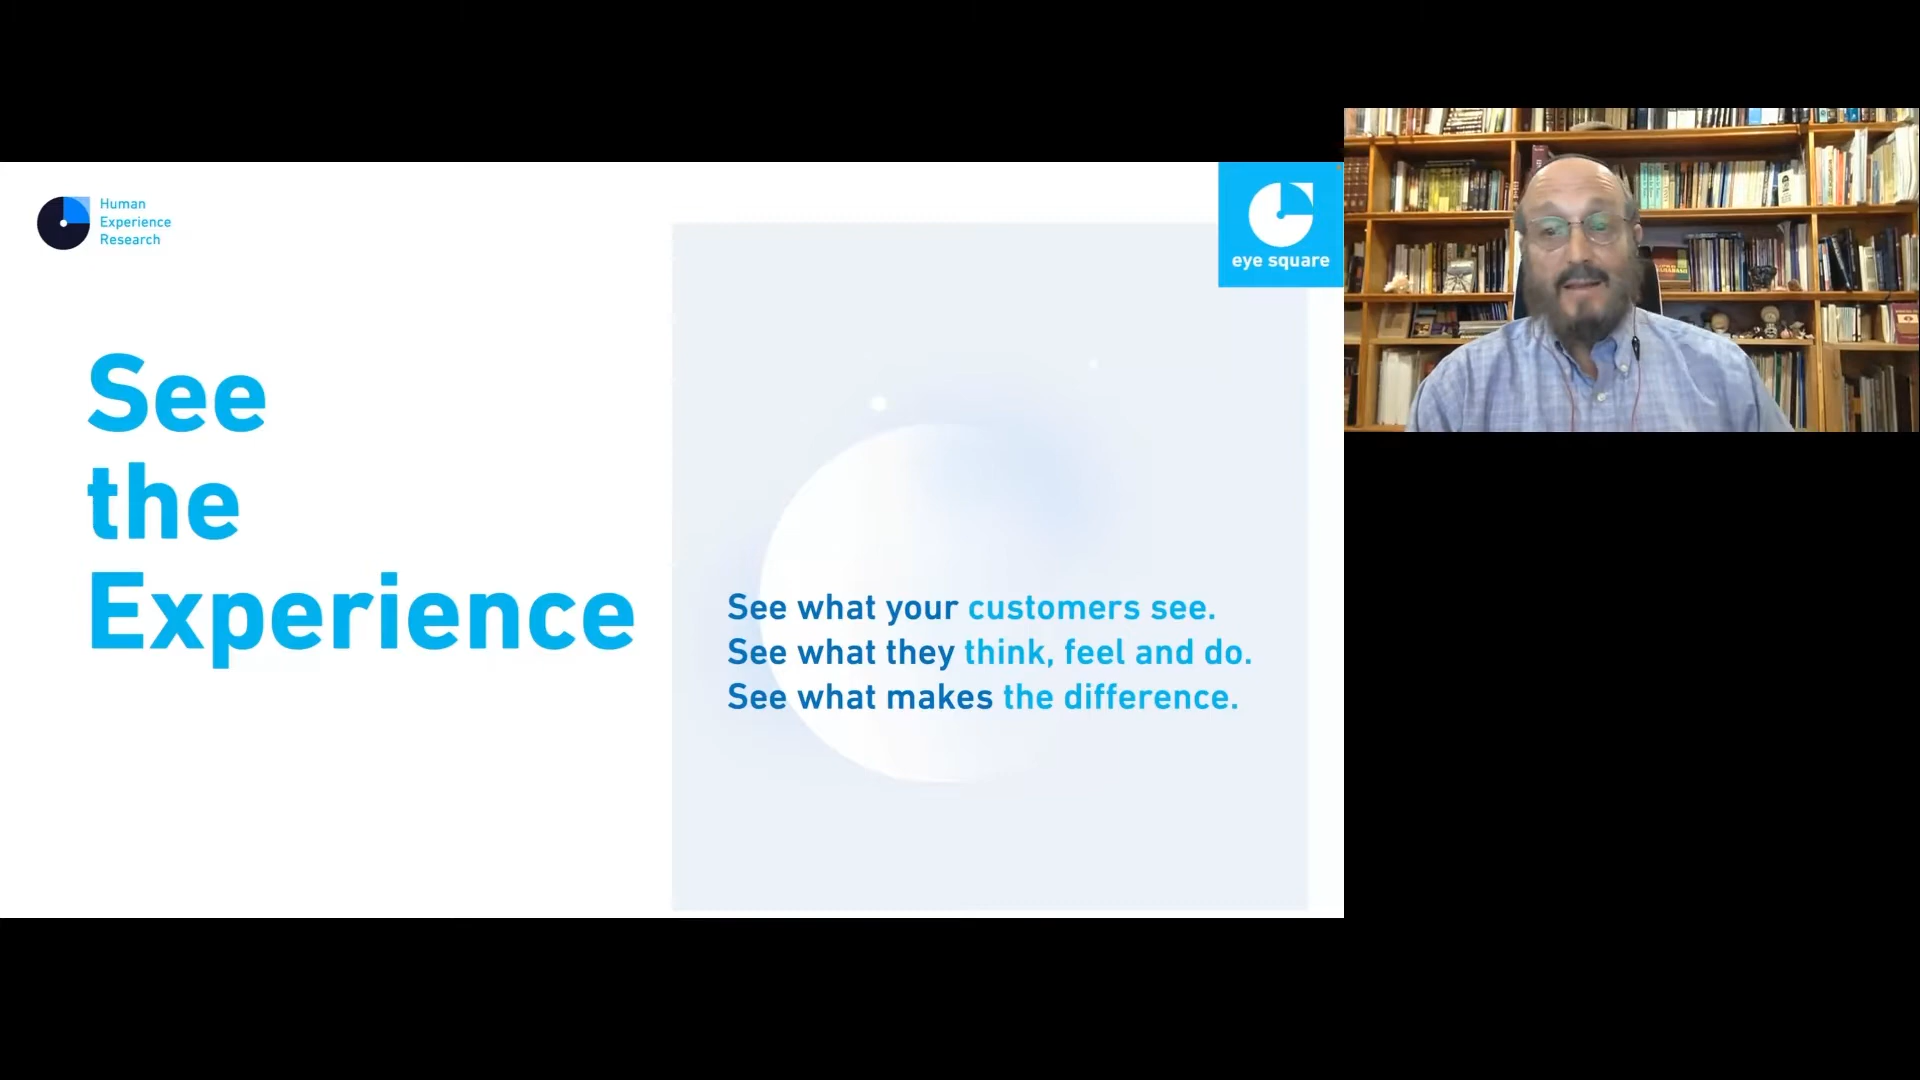 Human
Experience
Research
eye square
See
the
Experience
See what your customers see.
See what they think, feel and do.
See what makes the difference.